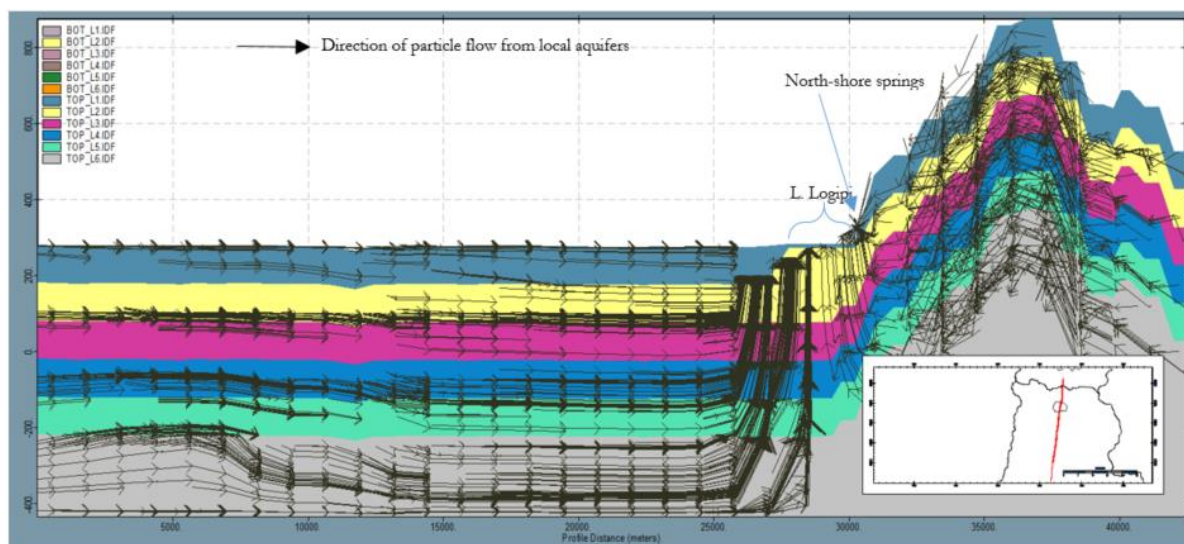 BOT_L1.IDF
BOT_L2.IDF
BOT_L3.IDF
BOT_L4.IDF
BOT_L5.IDF
BOT_L6.IDF
TOP_L1.IDF
TOP_L2.IDF
TOP_L3.IDF
TOP_L4.IDF
TOP_L5.IDF
TOP_L6.IDF
Direction of particle flow from local aquifers
North-shore springs
L. Logipi
800
600
400
200
0
-200
-400
5000. 10000. 15000. 20000. 25000. 30000. 35000. 40000.
Profile Distance (meters)